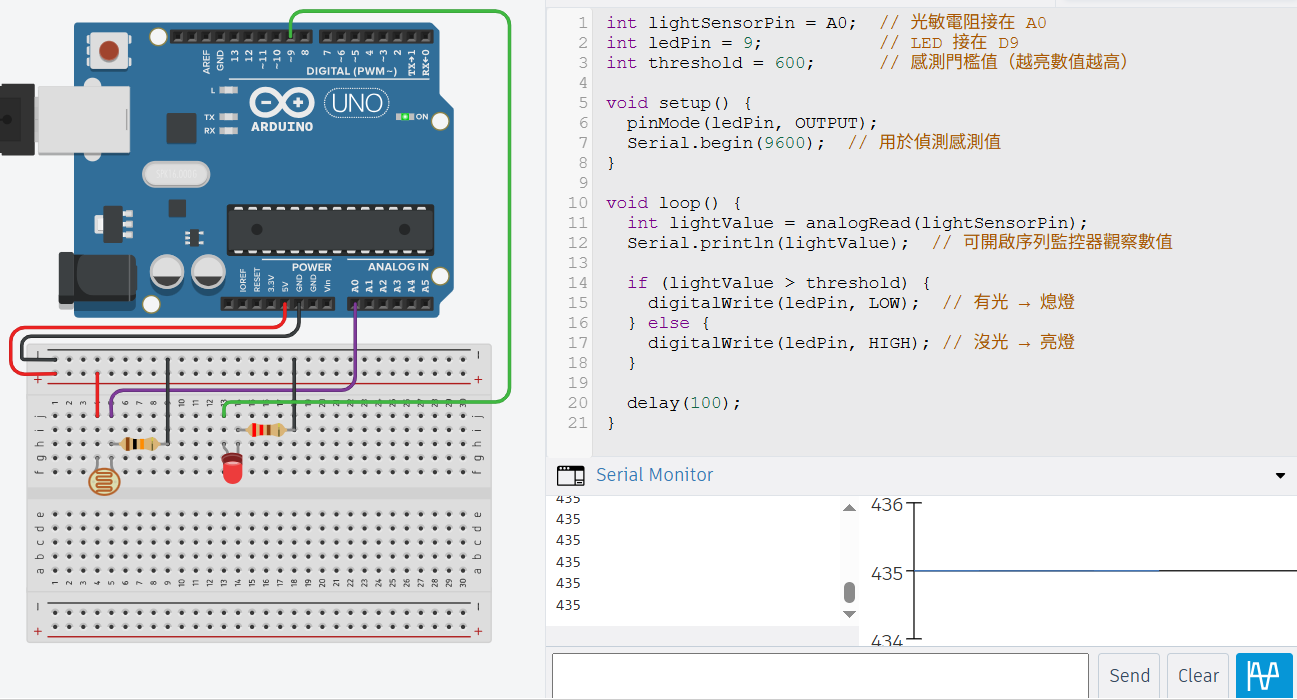 AREF
GND
13
12
~11
~10
~9
8
7
~6
~5
4
~3
2
TX→1
RX←0
DIGITAL (PWM~)
L
TX
RX
ARDUINO
UNO
ON
IOREF
RESET
3.3V
5V
GND
GND
Vin
POWER
ANALOG IN
A0
A1
A2
A3
A4
A5
1 int lightSensorPin = A0;  // 光敏電阻接在 A0
2 int ledPin = 9;           // LED 接在 D9
3 int threshold = 600;      // 感測門檻值（越亮數值越高）
4
5 void setup() {
6   pinMode(ledPin, OUTPUT);
7   Serial.begin(9600);  // 用於偵測感測值
8 }
9
10 void loop() {
11   int lightValue = analogRead(lightSensorPin);
12   Serial.println(lightValue);  // 可開啟序列監控器觀察數值
13
14   if (lightValue > threshold) {
15     digitalWrite(ledPin, LOW);  // 有光 → 熄燈
16   } else {
17     digitalWrite(ledPin, HIGH); // 沒光 → 亮燈
18   }
19
20   delay(100);
21 }
Serial Monitor
435
435
435
435
435
435
436
435
434
Send
Clear